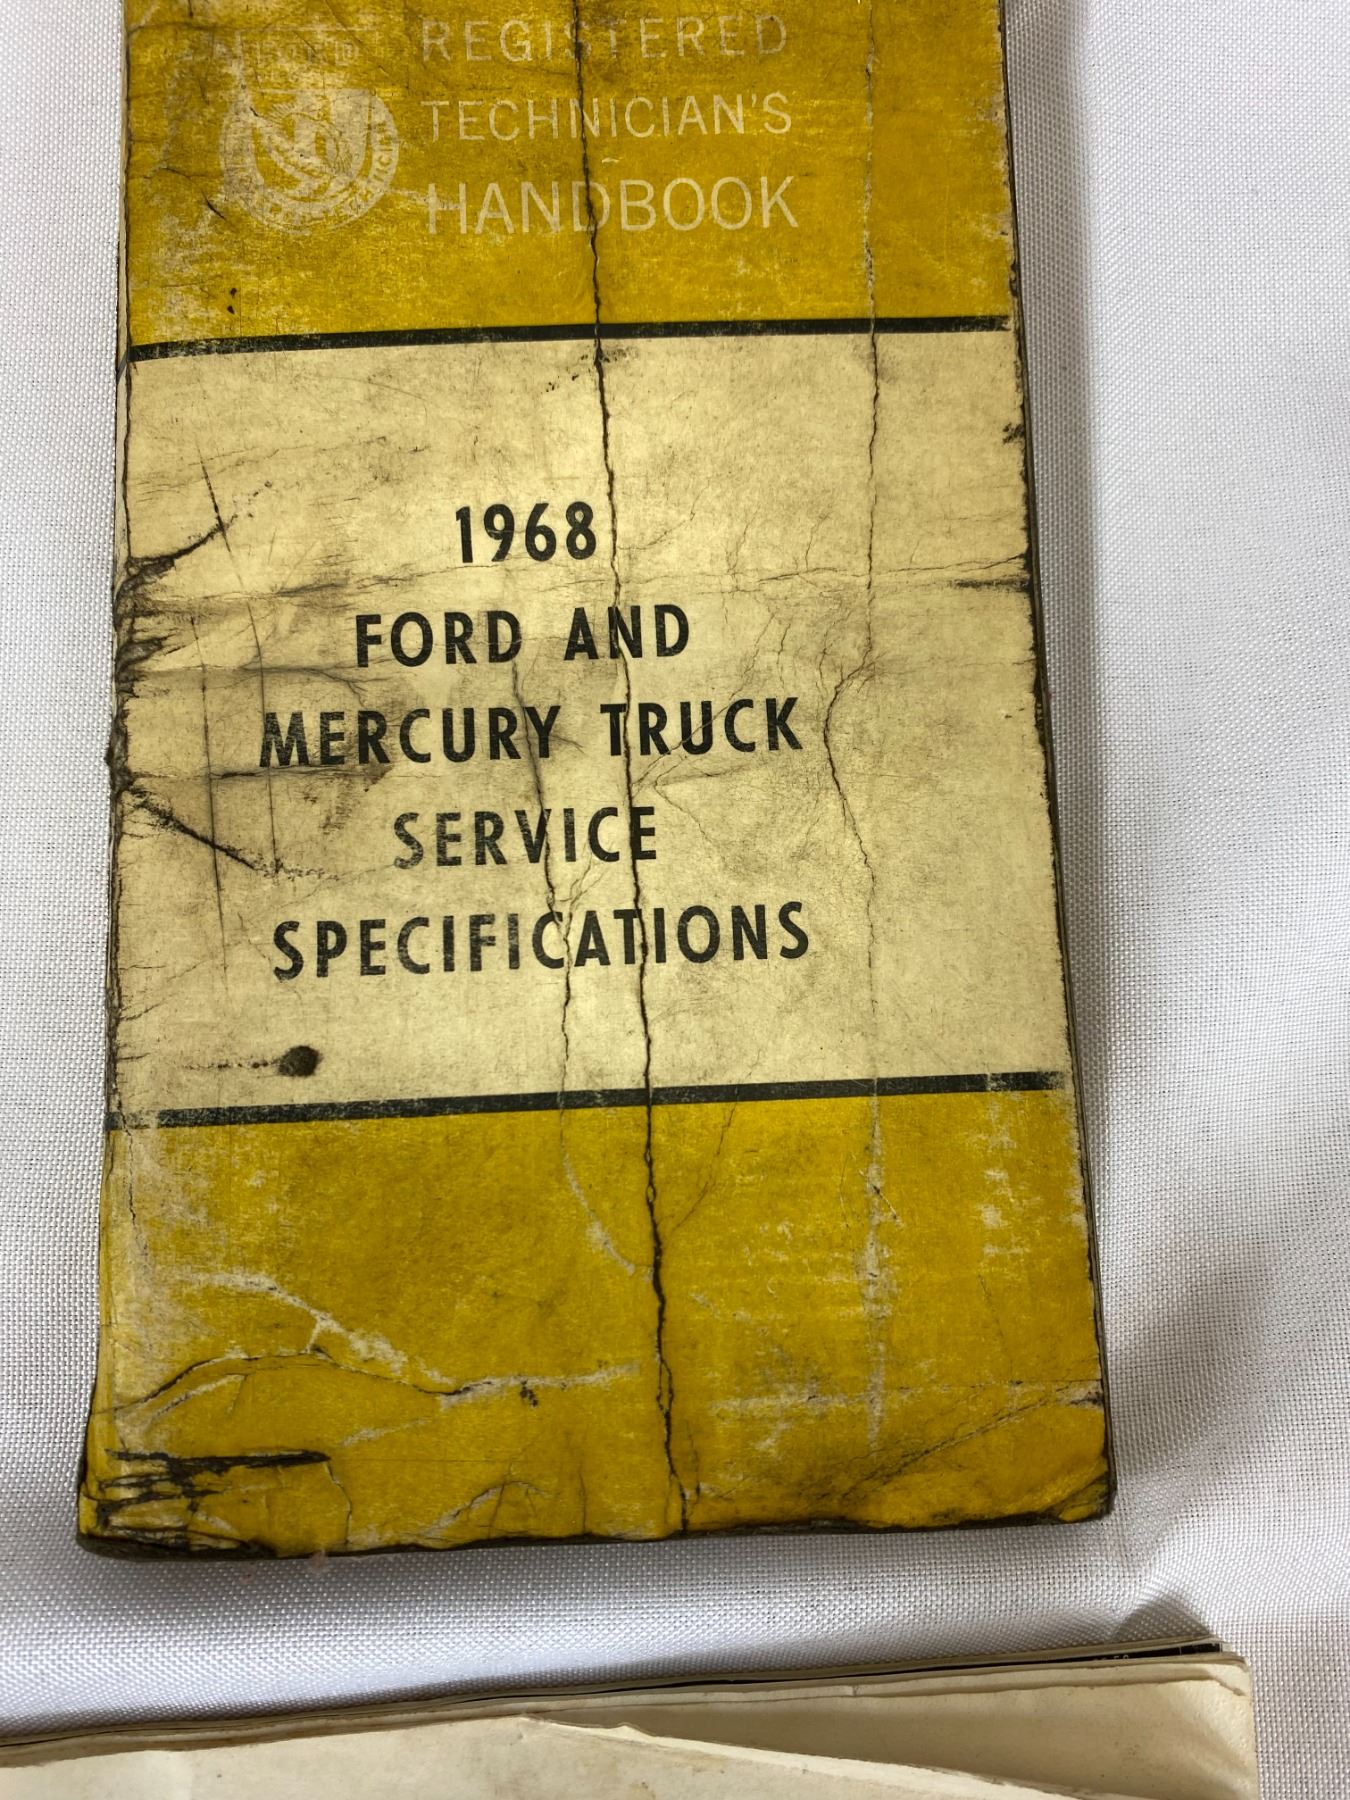 REGISTERED
TECHNICIAN'S
HANDBOOK
1968
FORD AND
MERCURY TRUCK
SERVICE
SPECIFICATIONS